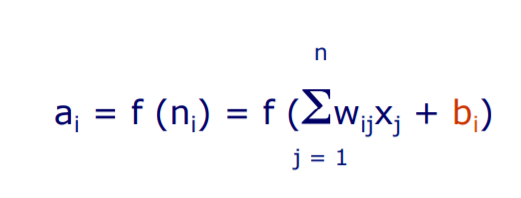 n
aᵢ = f (nᵢ) = f (Σwᵢⱼxⱼ + bᵢ)
j = 1